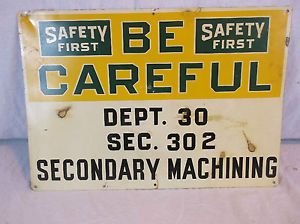 SAFETY FIRST BE SAFETY FIRST
CAREFUL
DEPT. 30
SEC. 302
SECONDARY MACHINING